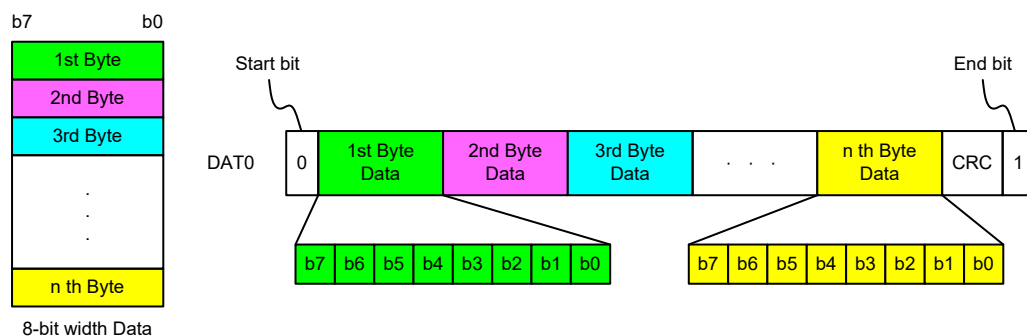 b7 b0
1st Byte
2nd Byte
3rd Byte
.
.
.
n th Byte
8-bit width Data
Start bit
End bit
DAT0
0
1st Byte
Data
2nd Byte
Data
3rd Byte
Data
. . .
n th Byte
Data
CRC
1
b7 b6 b5 b4 b3 b2 b1 b0
b7 b6 b5 b4 b3 b2 b1 b0